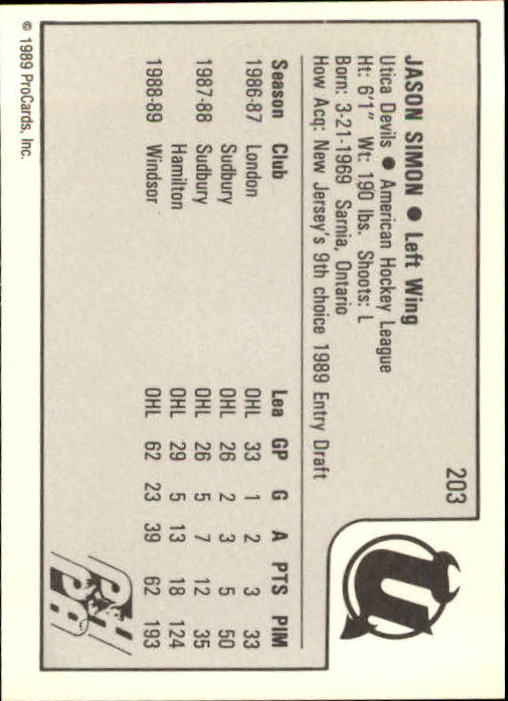 203
JASON SIMON ● Left Wing
Utica Devils ● American Hockey League
Ht: 6'1" Wt: 190 lbs. Shoots: L
Born: 3-21-1969 Sarnia, Ontario
How Acq: New Jersey's 9th choice 1989 Entry Draft
Season Club Lea GP G A PTS PIM
1986-87 London OHL 33 1 2 3 33
Sudbury OHL 26 2 3 5 50
1987-88 Sudbury OHL 26 5 7 12 35
Hamilton OHL 29 5 13 18 124
1988-89 Windsor OHL 62 23 39 62 193
© 1989 ProCards, Inc.
U